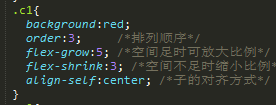 .c1{
background:red;
order:3; /*排列顺序*/
flex-grow:5; /*空间足时可放大比例*/
flex-shrink:3; /*空间不足时缩小比例*/
align-self:center; /*子的对齐方式*/
}